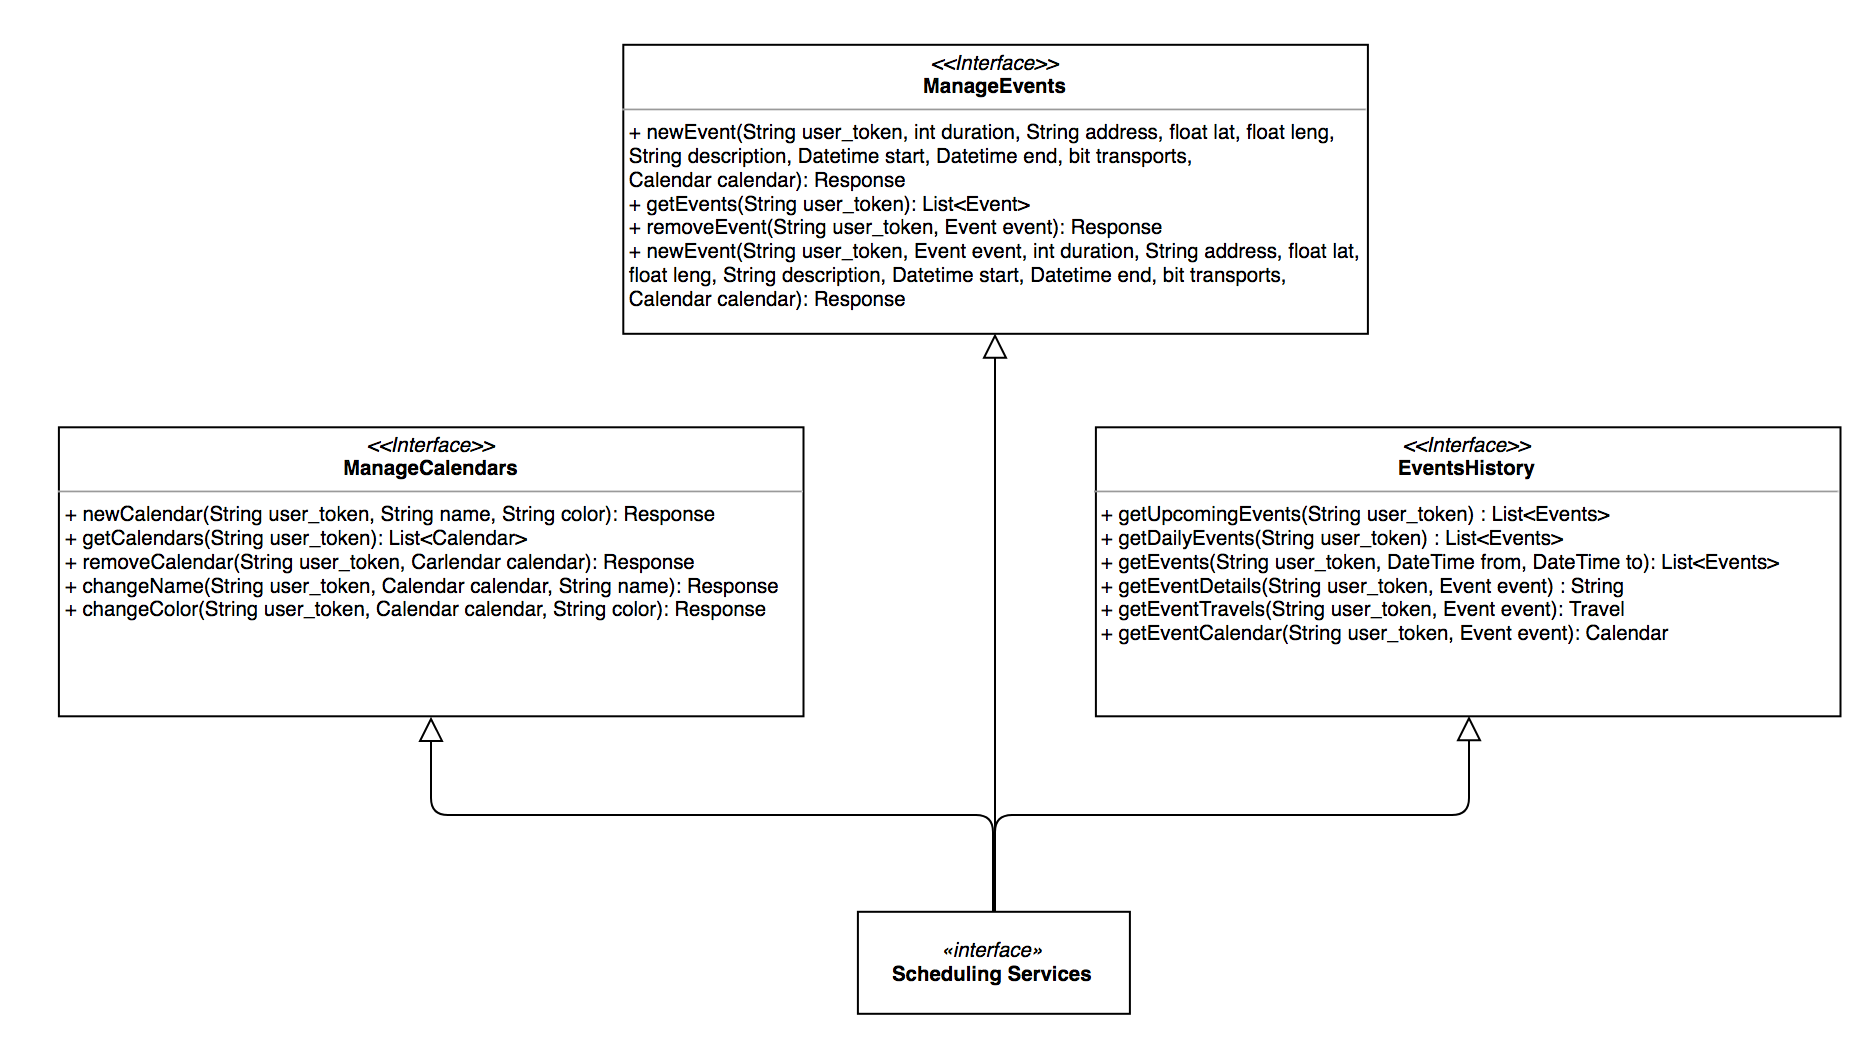 <<Interface>>
ManageEvents
+ newEvent(String user_token, int duration, String address, float lat, float leng,
String description, Datetime start, Datetime end, bit transports,
Calendar calendar): Response
+ getEvents(String user_token): List<Event>
+ removeEvent(String user_token, Event event): Response
+ newEvent(String user_token, Event event, int duration, String address, float lat,
float leng, String description, Datetime start, Datetime end, bit transports,
Calendar calendar): Response
<<Interface>>
ManageCalendars
+ newCalendar(String user_token, String name, String color): Response
+ getCalendars(String user_token): List<Calendar>
+ removeCalendar(String user_token, Carlendar calendar): Response
+ changeName(String user_token, Calendar calendar, String name): Response
+ changeColor(String user_token, Calendar calendar, String color): Response
<<Interface>>
EventsHistory
+ getUpcomingEvents(String user_token) : List<Events>
+ getDailyEvents(String user_token) : List<Events>
+ getEvents(String user_token, DateTime from, DateTime to): List<Events>
+ getEventDetails(String user_token, Event event) : String
+ getEventTravels(String user_token, Event event): Travel
+ getEventCalendar(String user_token, Event event): Calendar
«interface»
Scheduling Services